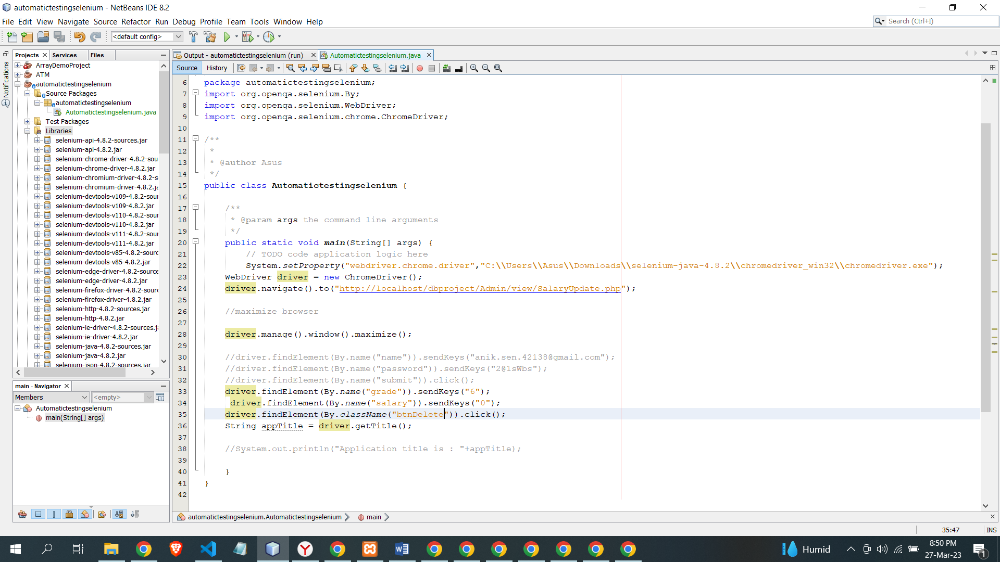 automatictestingselenium - NetBeans IDE 8.2
File Edit View Navigate Source Refactor Run Debug Profile Team Tools Window Help
Search (Ctrl+I)
<default config>
Projects
Services
Files
Output - automatictestingselenium (run)
Automatictestingselenium.java
Notifications
ArrayDemoProject
ATM
automatictestingselenium
Source Packages
automatictestingselenium
Automatictestingselenium.java
Test Packages
Libraries
selenium-api-4.8.2-sources.jar
selenium-api-4.8.2.jar
selenium-chrome-driver-4.8.2-sou
selenium-chrome-driver-4.8.2.jar
selenium-chromium-driver-4.8.2-s
selenium-chromium-driver-4.8.2.ja
selenium-devtools-v109-4.8.2-sour
selenium-devtools-v109-4.8.2.jar
selenium-devtools-v110-4.8.2-sour
selenium-devtools-v110-4.8.2.jar
selenium-devtools-v111-4.8.2-sour
selenium-devtools-v111-4.8.2.jar
selenium-devtools-v85-4.8.2-sourc
selenium-devtools-v85-4.8.2.jar
selenium-edge-driver-4.8.2-source
selenium-edge-driver-4.8.2.jar
selenium-firefox-driver-4.8.2-sourc
selenium-firefox-driver-4.8.2.jar
selenium-http-4.8.2-sources.jar
selenium-http-4.8.2.jar
selenium-ie-driver-4.8.2-sources.ja
selenium-ie-driver-4.8.2.jar
selenium-java-4.8.2-sources.jar
selenium-java-4.8.2.jar
selenium-json-4.8.2-sources.jar
main - Navigator
Members
<empty>
Automatictestingselenium
main(String[] args)
Source
History
6 package automatictestingselenium;
7 import org.openqa.selenium.By;
8 import org.openqa.selenium.WebDriver;
9 import org.openqa.selenium.chrome.ChromeDriver;
10
11 /**
12 *
13 * @author Asus
14 */
15 public class Automatictestingselenium {
16
17 /**
18 * @param args the command line arguments
19 */
20 public static void main(String[] args) {
21 // TODO code application logic here
22 System.setProperty("webdriver.chrome.driver","C:\\Users\\Asus\\Downloads\\selenium-java-4.8.2\\chromedriver_win32\\chromedriver.exe");
23 WebDriver driver = new ChromeDriver();
24 driver.navigate().to("http://localhost/dbproject/Admin/view/SalaryUpdate.php");
25
26 //maximize browser
27
28 driver.manage().window().maximize();
29
30 //driver.findElement(By.name("name")).sendKeys("anik.sen.42138@gmail.com");
31 //driver.findElement(By.name("password")).sendKeys("2@1sWbs");
32 //driver.findElement(By.name("submit")).click();
33 driver.findElement(By.name("grade")).sendKeys("6");
34 driver.findElement(By.name("salary")).sendKeys("0");
35 driver.findElement(By.className("btnDelete")).click();
36 String appTitle = driver.getTitle();
37
38 //System.out.println("Application title is : "+appTitle);
39
40 }
41 }
42
automatictestingselenium.Automatictestingselenium
main
35:47
INS
Humid
8:50 PM
27-Mar-23
1